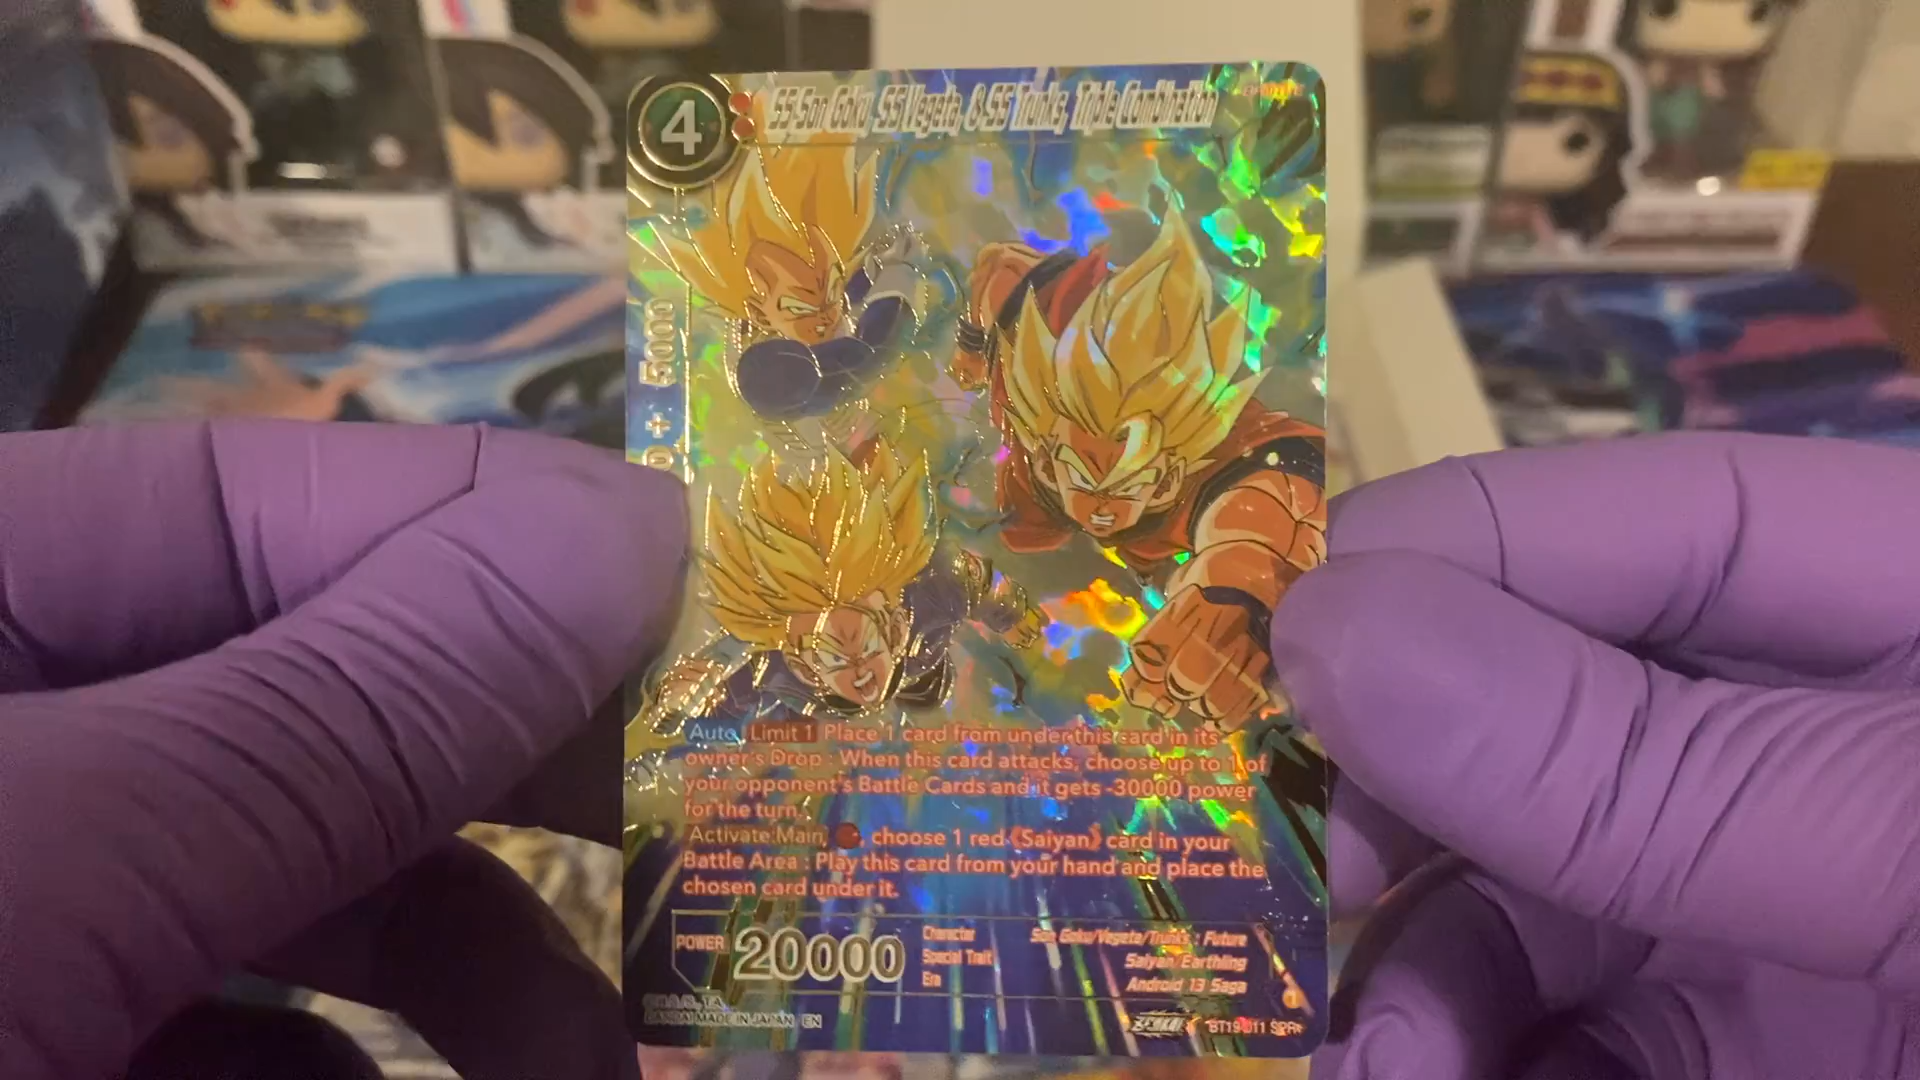 4
SS Son Goku, SS Vegeta, & SS Trunks, Triple Combination
0 + 5000
Auto Limit 1 Place 1 card from under this card in its
owner's Drop : When this card attacks, choose up to 1 of
your opponent's Battle Cards and it gets -30000 power
for the turn.
Activate:Main, , choose 1 red 《Saiyan》 card in your
Battle Area : Play this card from your hand and place the
chosen card under it.
POWER 20000
Character Son Goku/Vegeta/Trunks : Future
Special Trait Saiyan/Earthling
Era Android 13 Saga
BANDAI MADE IN JAPAN EN
ZENKAI BT19-011 SPR